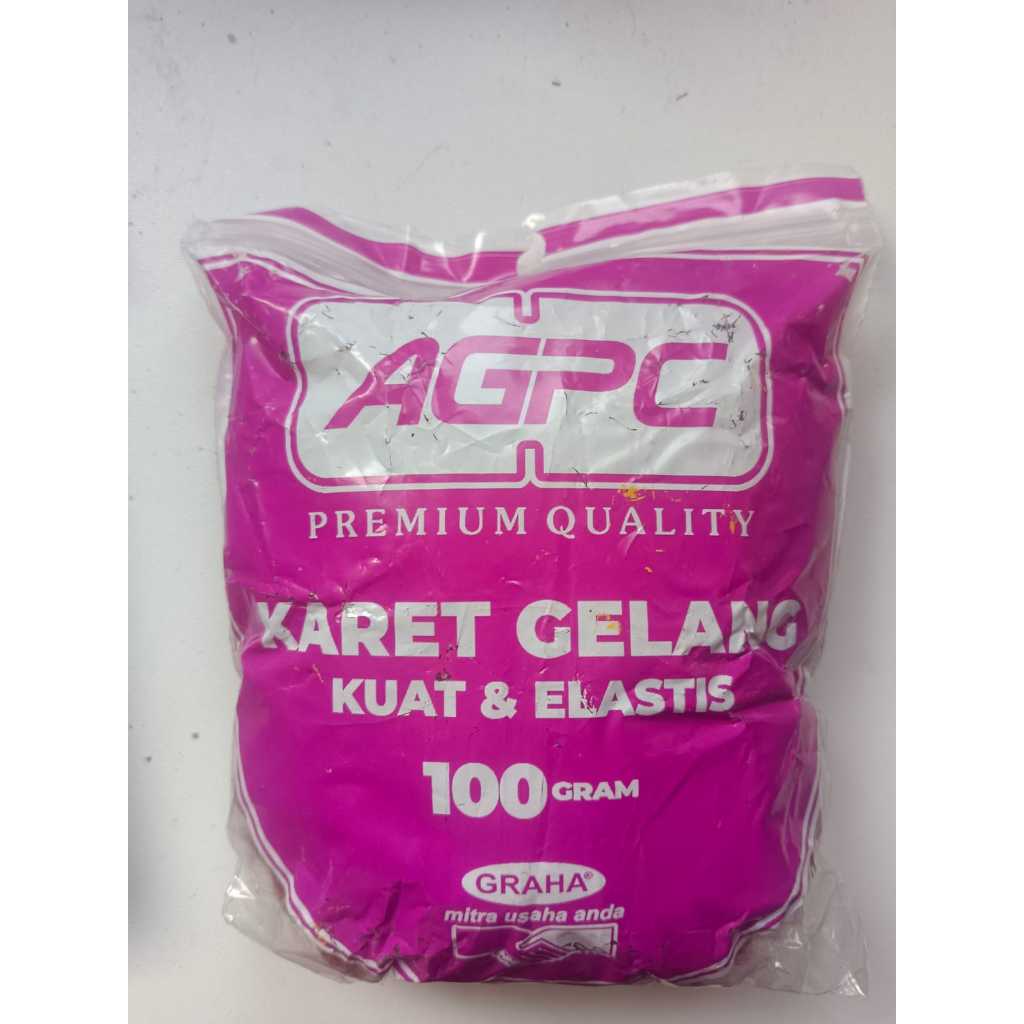 AGPC
PREMIUM QUALITY
KARET GELANG
KUAT & ELASTIS
100 GRAM
GRAHA®
mitra usaha anda